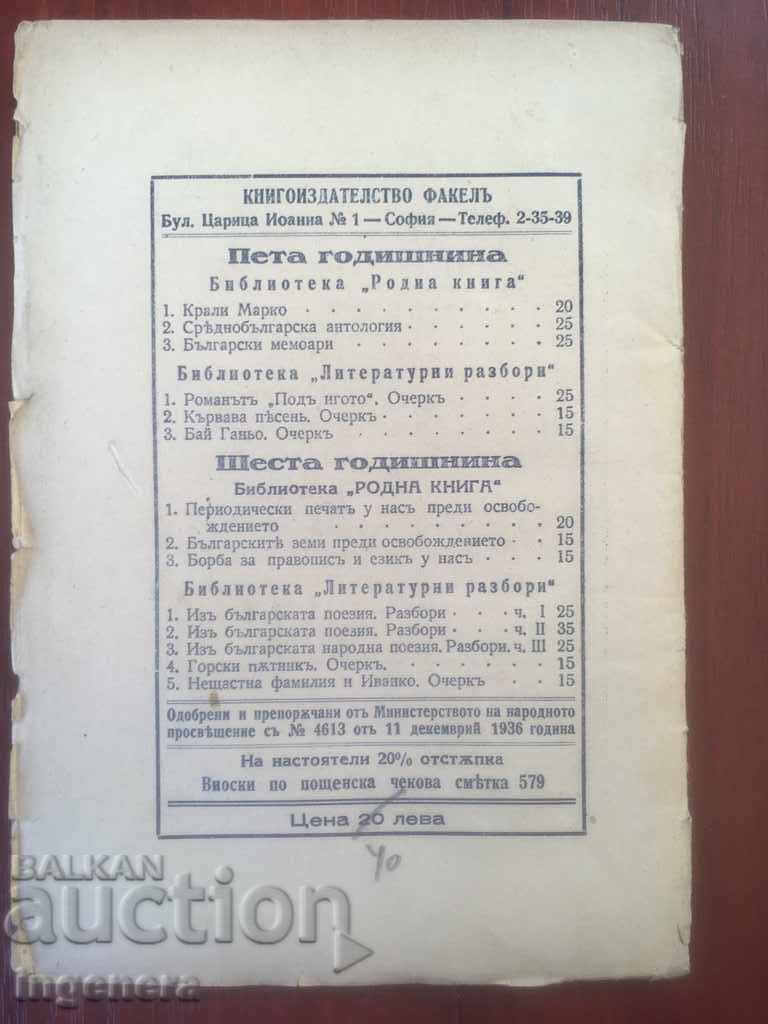 КНИГОИЗДАТЕЛСТВО ФАКЕЛЪ
Бул. Царица Иоанна № 1 — София — Телеф. 2-35-39
Пета годишнина
Библиотека „Родна книга“
1. Крали Марко · · · · · · · · · · 20
2. Срѣднобългарска антология · · · · · · 25
3. Български мемоари · · · · · · · · 25
Библиотека „Литературни разбори“
1. Романътъ „Подъ игото“. Очеркъ · · · · 25
2. Кървава пѣсень. Очеркъ · · · · · · · 15
3. Бай Ганьо. Очеркъ · · · · · · · · 15
Шеста годишнина
Библиотека „РОДНА КНИГА“
1. Периодически печатъ у насъ преди освобо-
ждението · · · · · · · · · · 20
2. Българскитѣ земи преди освобождението · · 15
3. Борба за правописъ и езикъ у насъ · · · 15
Библиотека „Литературни разбори“
1. Изъ българската поезия. Разбори · · · ч. I 25
2. Изъ българската поезия. Разбори · · · ч. II 35
3. Изъ българската народна поезия. Разбори. ч. III 25
4. Горски пѫтникъ. Очеркъ. · · · · · · 15
5. Нещастна фамилия и Иванко. Очеркъ · · · 15
Одобрени и препорѫчани отъ Министерството на народното
просвѣщение съ № 4613 отъ 11 декемврий 1936 година
На настоятели 20% отстѫпка
Вноски по пощенска чекова смѣтка 579
Цена 20 лева
40
BALKAN
auction
ingenera